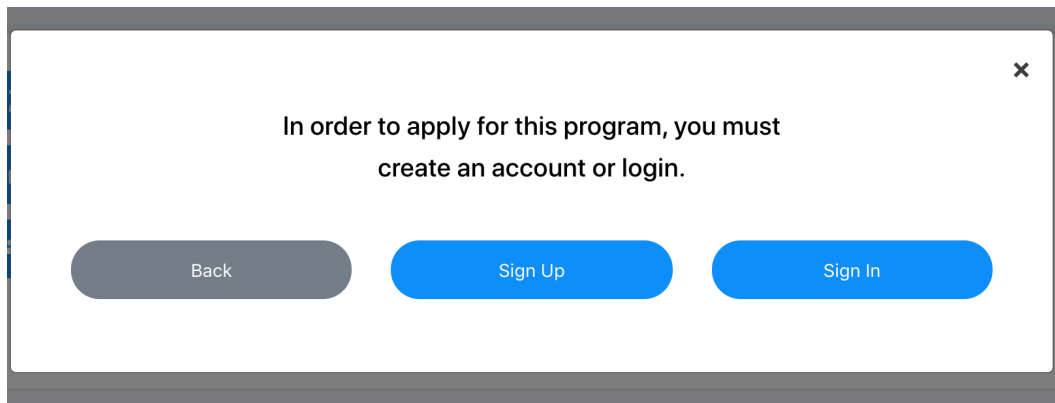 In order to apply for this program, you must
create an account or login.
Back
Sign Up
Sign In